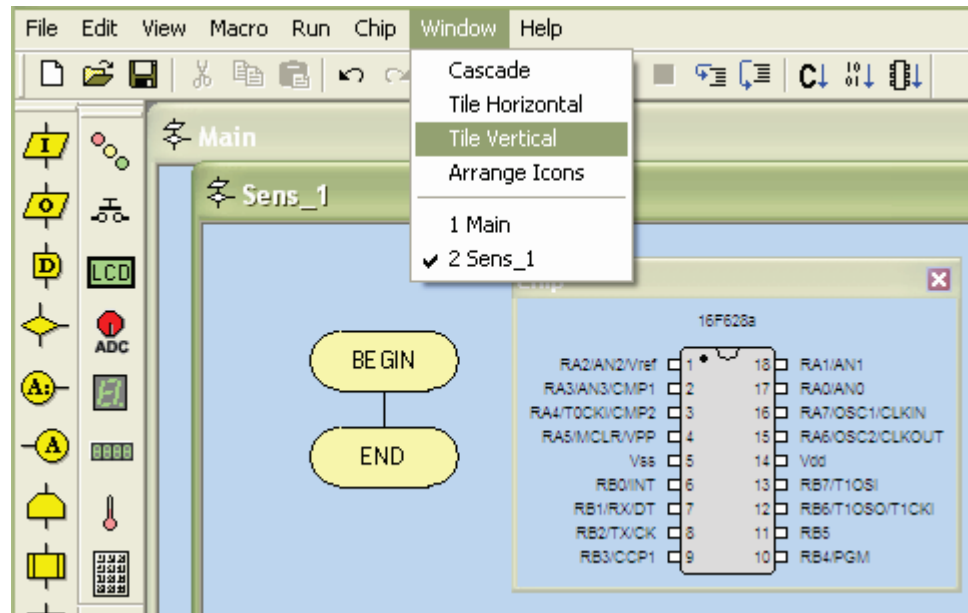 File Edit View Macro Run Chip Window Help
Cascade
Tile Horizontal
Tile Vertical
Arrange Icons
1 Main
2 Sens_1
C
I
O
D
A:
A
LCD
ADC
Main
Sens_1
BEGIN
END
16F628a
RA2/AN2/Vref 1 18 RA1/AN1
RA3/AN3/CMP1 2 17 RA0/AN0
RA4/T0CKI/CMP2 3 16 RA7/OSC1/CLKIN
RA5/MCLR/VPP 4 15 RA6/OSC2/CLKOUT
Vss 5 14 Vdd
RB0/INT 6 13 RB7/T1OSI
RB1/RX/DT 7 12 RB6/T1OSO/T1CKI
RB2/TX/CK 8 11 RB5
RB3/CCP1 9 10 RB4/PGM